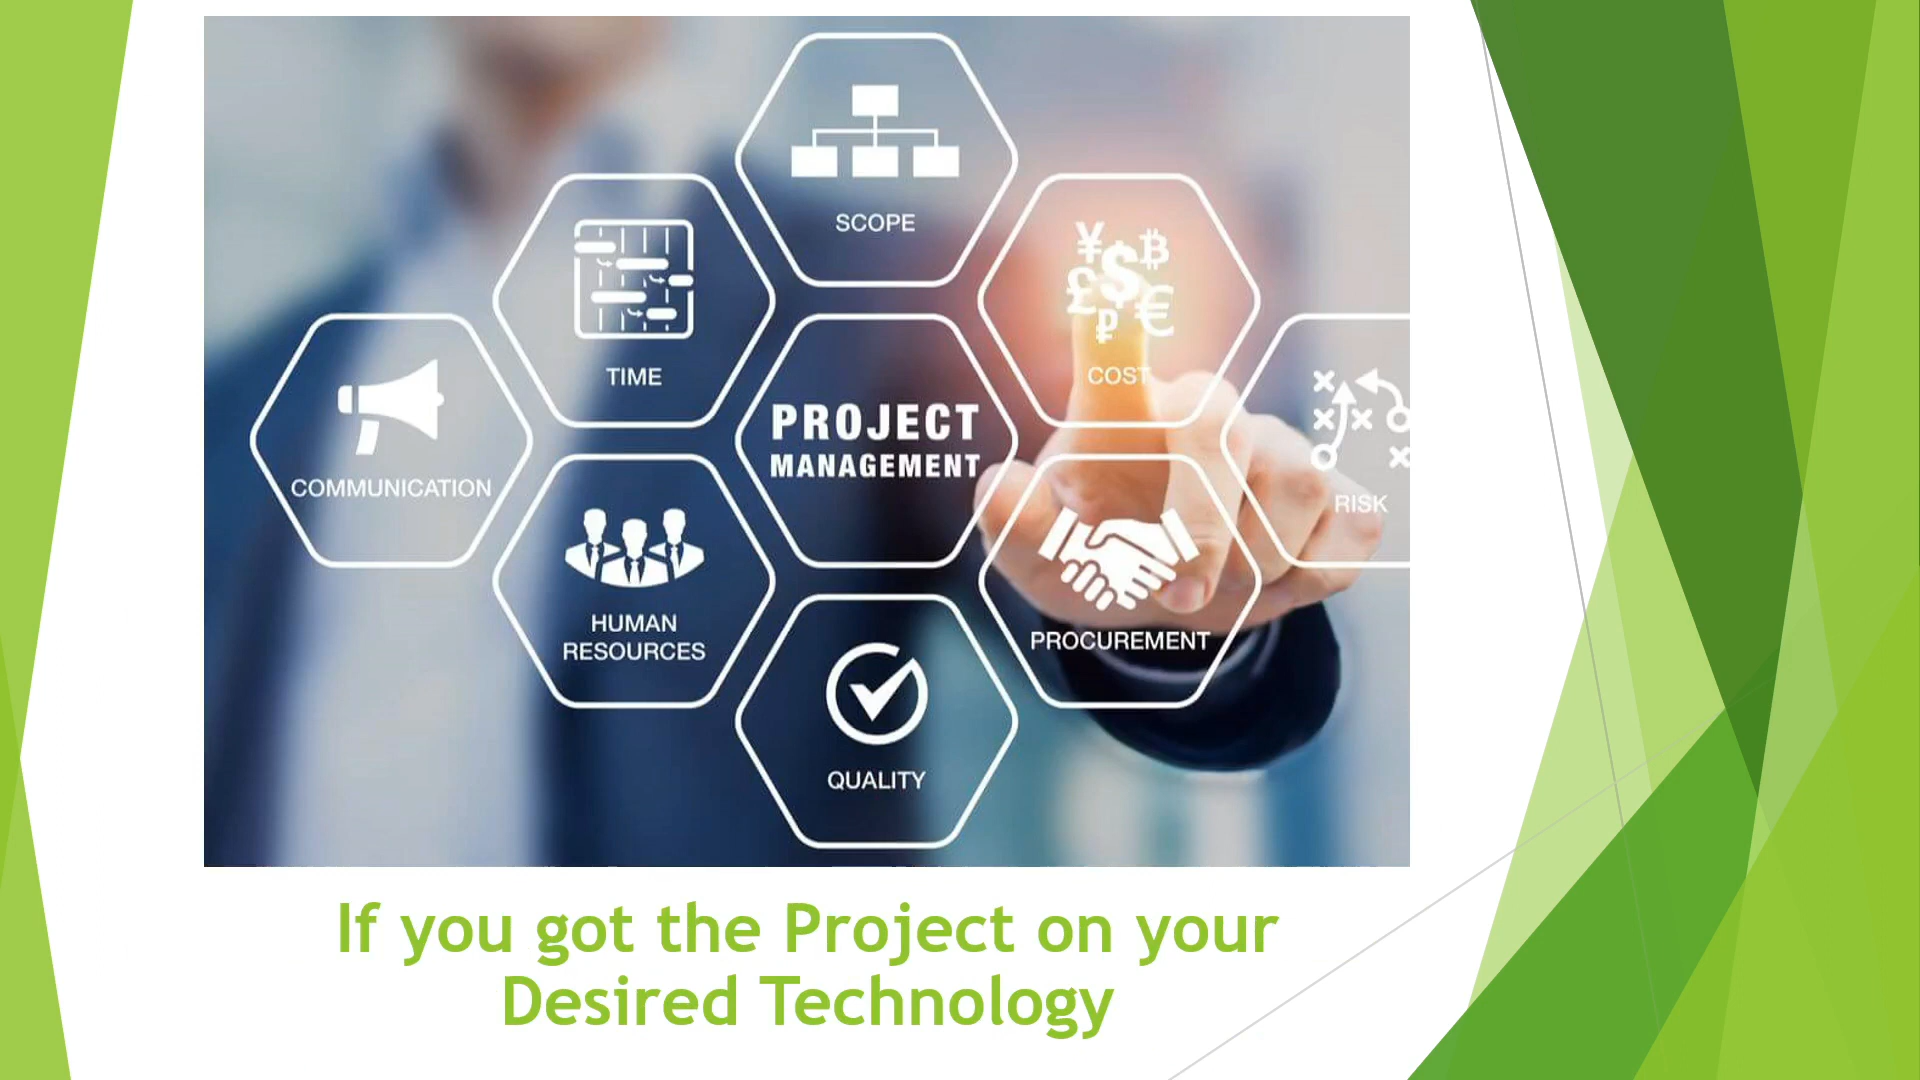 SCOPE
TIME
COST
COMMUNICATION
PROJECT
MANAGEMENT
RISK
HUMAN
RESOURCES
PROCUREMENT
QUALITY
If you got the Project on your
Desired Technology